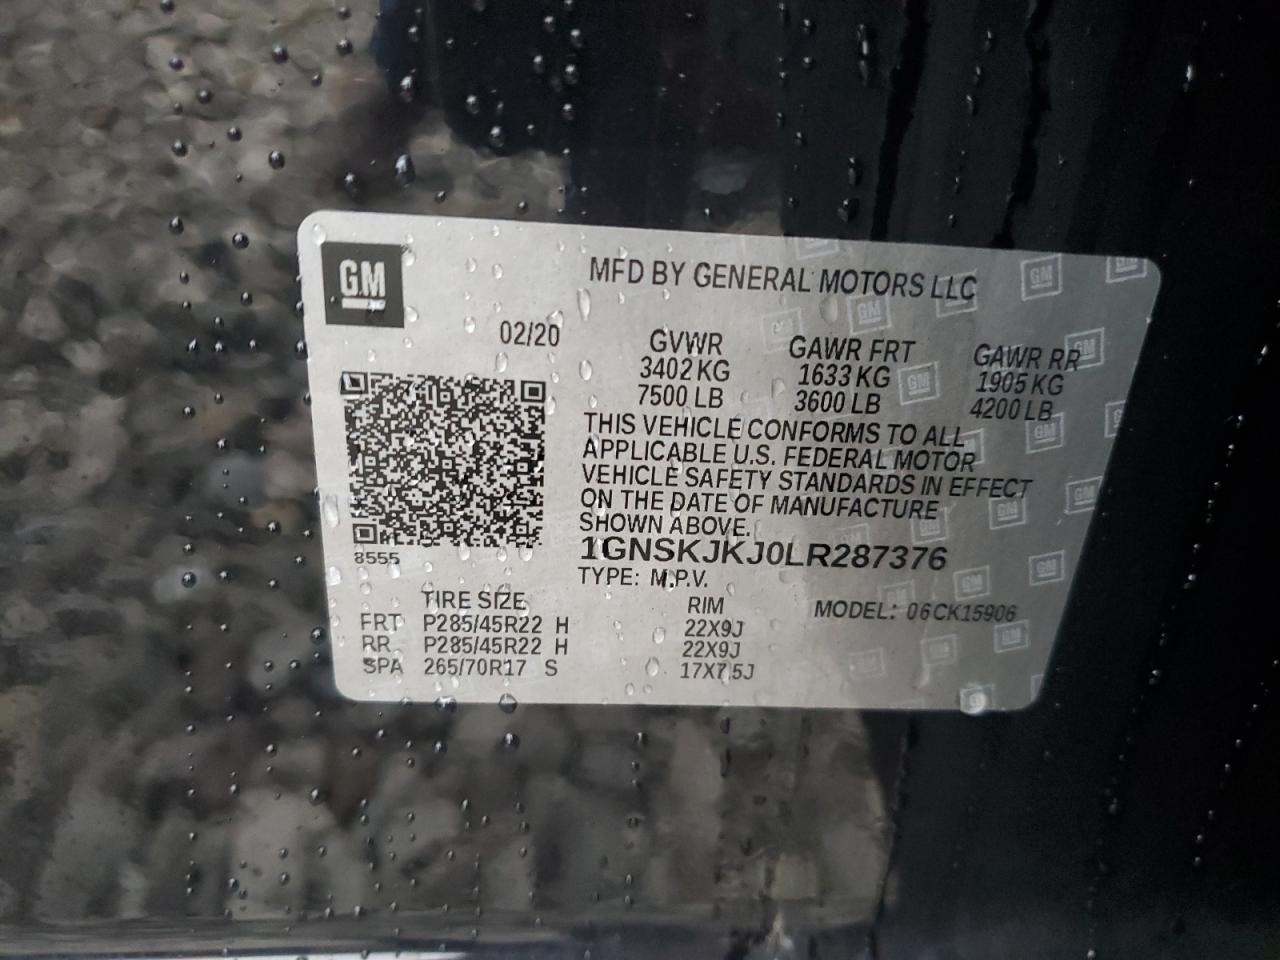 GM
MFD BY GENERAL MOTORS LLC
02/20 GVWR GAWR FRT GAWR RR
3402 KG 1633 KG 1905 KG
7500 LB 3600 LB 4200 LB
THIS VEHICLE CONFORMS TO ALL
APPLICABLE U.S. FEDERAL MOTOR
VEHICLE SAFETY STANDARDS IN EFFECT
ON THE DATE OF MANUFACTURE
SHOWN ABOVE.
8555
1GNSKJKJ0LR287376
TYPE: M.P.V.
TIRE SIZE RIM MODEL: 06CK15906
FRT P285/45R22 H 22X9J
RR P285/45R22 H 22X9J
SPA 265/70R17 S 17X7.5J